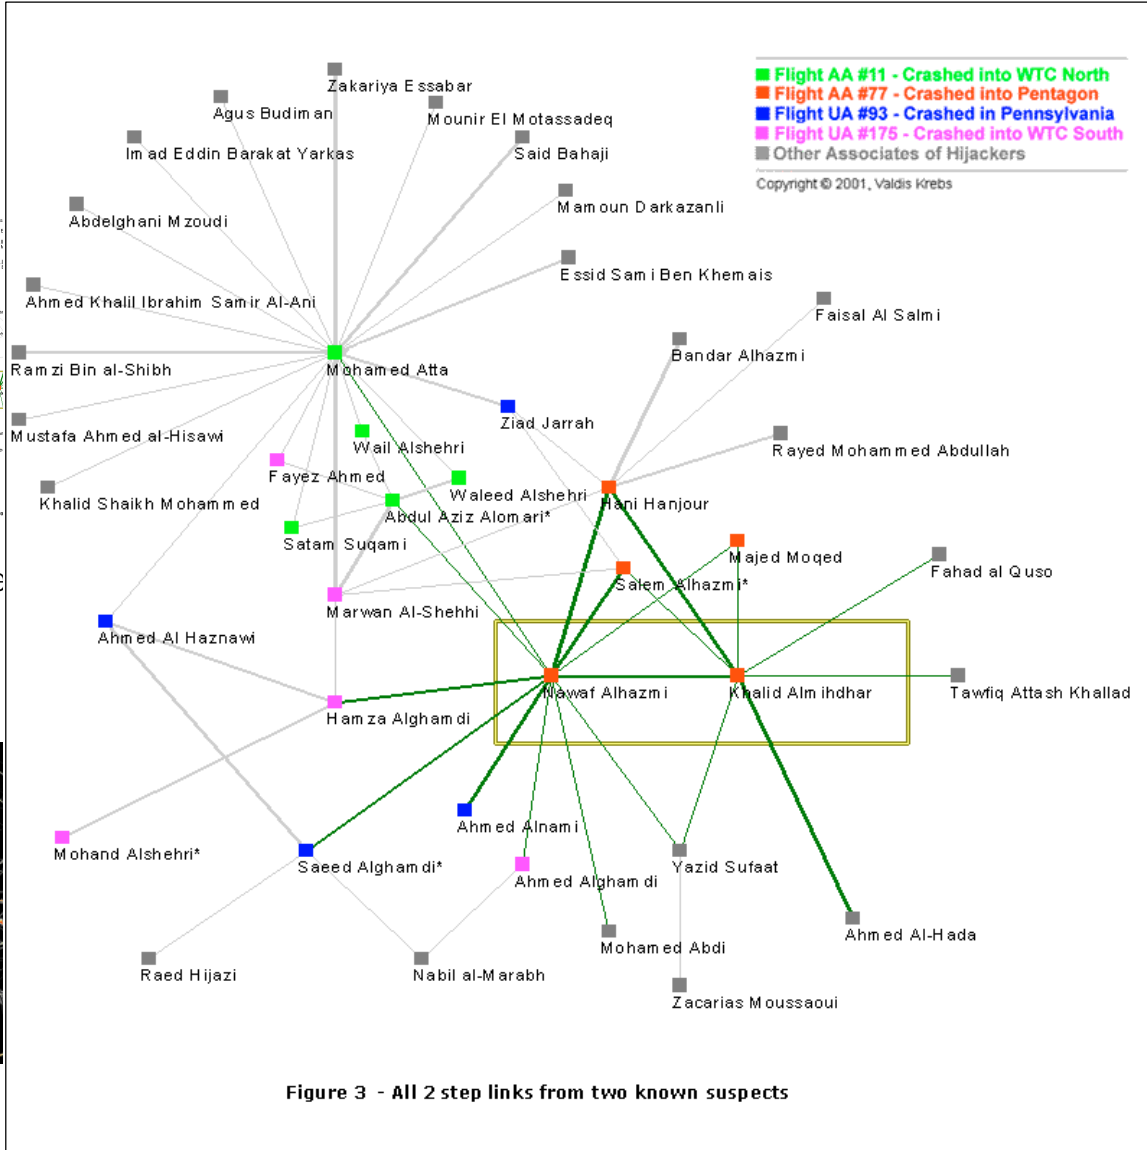 Flight AA #11 - Crashed into WTC North
Flight AA #77 - Crashed into Pentagon
Flight UA #93 - Crashed in Pennsylvania
Flight UA #175 - Crashed into WTC South
Other Associates of Hijackers
Copyright © 2001, Valdis Krebs
Zakariya Essabar
Agus Budiman
Mounir El Motassadeq
Imad Eddin Barakat Yarkas
Said Bahaji
Mamoun Darkazanli
Abdelghani Mzoudi
Essid Sami Ben Khemais
Ahmed Khalil Ibrahim Samir Al-Ani
Faisal Al Salmi
Bandar Alhazmi
Ramzi Bin al-Shibh
Mohamed Atta
Ziad Jarrah
Mustafa Ahmed al-Hisawi
Wail Alshehri
Rayed Mohammed Abdullah
Fayez Ahmed
Waleed Alshehri
Khalid Shaikh Mohammed
Hani Hanjour
Abdul Aziz Alomari*
Satam Suqami
Majed Moqed
Fahad al Quso
Salem Alhazmi*
Marwan Al-Shehhi
Ahmed Al Haznawi
Nawaf Alhazmi
Khalid Almihdhar
Tawfiq Attash Khallad
Hamza Alghamdi
Ahmed Alnami
Mohand Alshehri*
Saeed Alghamdi*
Yazid Sufaat
Ahmed Alghamdi
Ahmed Al-Hada
Mohamed Abdi
Raed Hijazi
Nabil al-Marabh
Zacarias Moussaoui
Figure 3 - All 2 step links from two known suspects